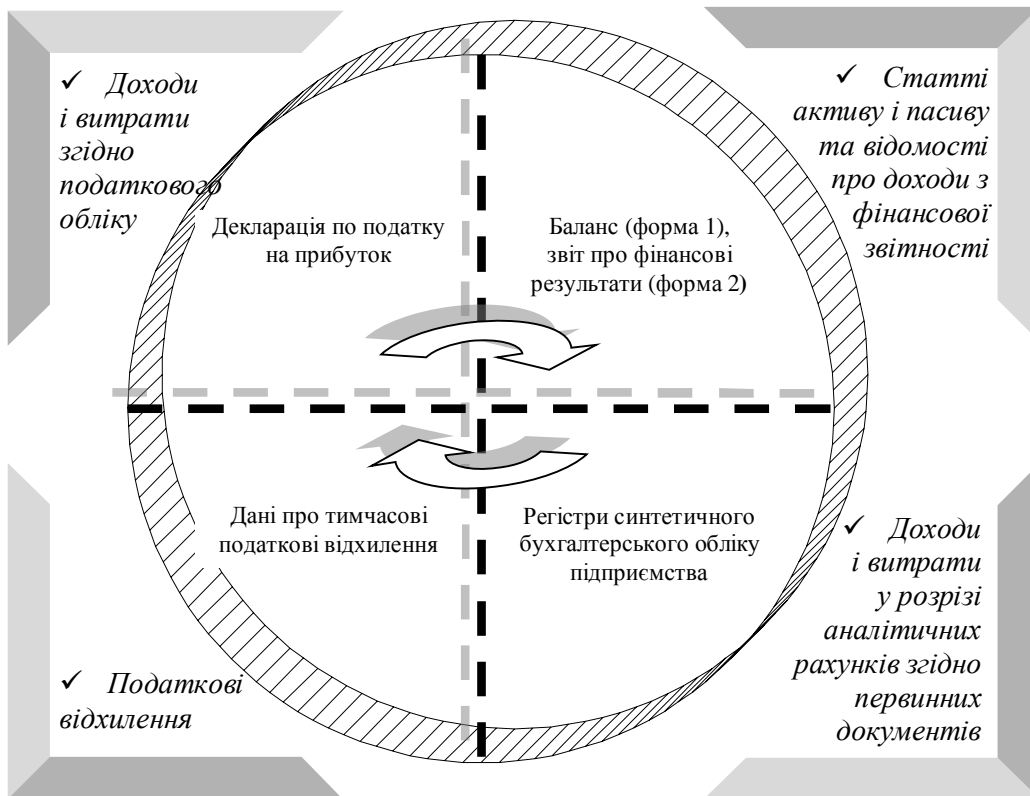 ✓ Доходи
і витрати
згідно
податкового
обліку
✓ Статті
активу і пасиву
та відомості
про доходи з
фінансової
звітності
Декларація по податку
на прибуток
Баланс (форма 1),
звіт про фінансові
результати (форма 2)
Дані про тимчасові
податкові відхилення
Регістри синтетичного
бухгалтерського обліку
підприємства
✓ Податкові
відхилення
✓ Доходи
і витрати
у розрізі
аналітичних
рахунків згідно
первинних
документів